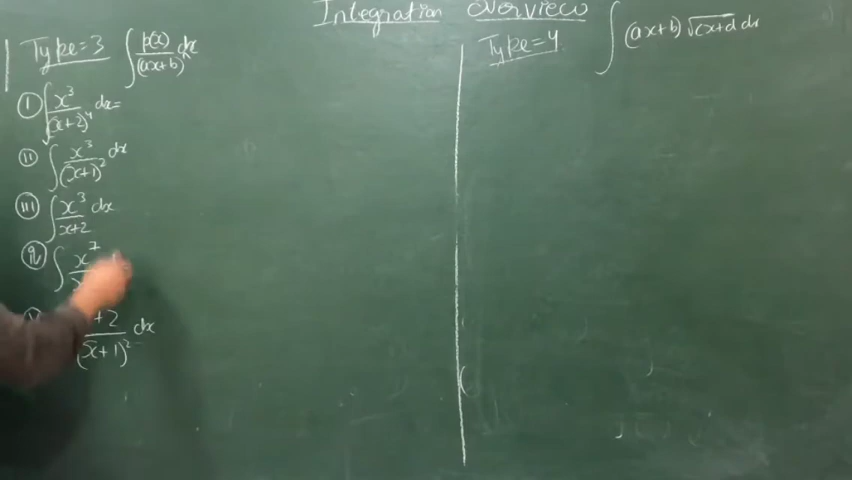 Integration Overview
Type=3 ∫ p(x)/(ax+b)^k dx
(i) ∫ x³/(x+2)⁴ dx=
(ii) ∫ x³/(x+1)² dx
(iii) ∫ x³/x+2 dx
(iv) ∫ x⁷
+2/(x+1)² dx
Type=4 ∫ (ax+b) √cx+d dx